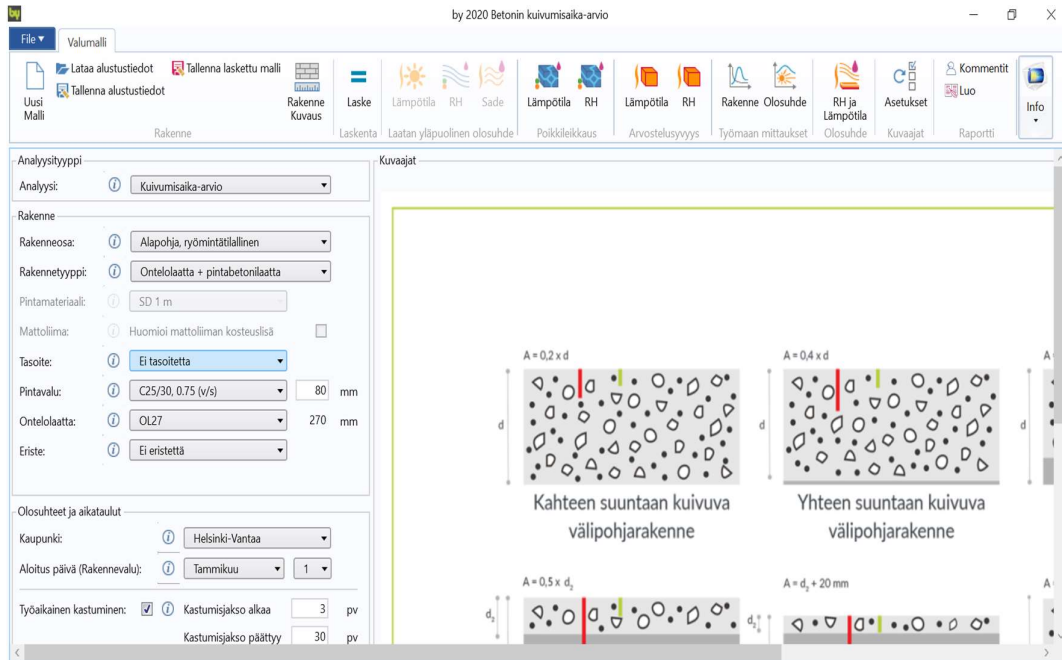 by
by 2020 Betonin kuivumisaika-arvio
File
Valumalli
Uusi Malli
Lataa alustustiedot
Tallenna laskettu malli
Tallenna alustustiedot
Rakenne Kuvaus
Laske
Lämpötila RH Sade
Lämpötila RH
Lämpötila RH
Rakenne Olosuhde
RH ja Lämpötila
Asetukset
Kommentit
Luo
Info
Rakenne
Laskenta
Laatan yläpuolinen olosuhde
Poikkileikkaus
Arvostelusyvyys
Työmaan mittaukset
Olosuhde
Kuvaajat
Raportti
Analyysityyppi
Analyysi: Kuivumisaika-arvio
Rakenne
Rakenneosa: Alapohja, ryömintätilallinen
Rakennetyyppi: Ontelolaatta + pintabetonilaatta
Pintamateriaali: SD 1 m
Mattoliima: Huomioi mattoliiman kosteuslisä
Tasoite: Ei tasoitetta
Pintavalu: C25/30, 0.75 (v/s) 80 mm
Ontelolaatta: OL27 270 mm
Eriste: Ei eristettä
Olosuhteet ja aikataulut
Kaupunki: Helsinki-Vantaa
Aloitus päivä (Rakennevalu): Tammikuu 1
Työaikainen kastuminen: Kastumisjakso alkaa 3 pv
Kastumisjakso päättyy 30 pv
Kuvaajat
A = 0,2 x d
A = 0,4 x d
A
d
d
d
Kahteen suuntaan kuivuva
välipohjarakenne
Yhteen suuntaan kuivuva
välipohjarakenne
A = 0,5 x d₂
A = d₂ + 20 mm
A
d₂
d₂